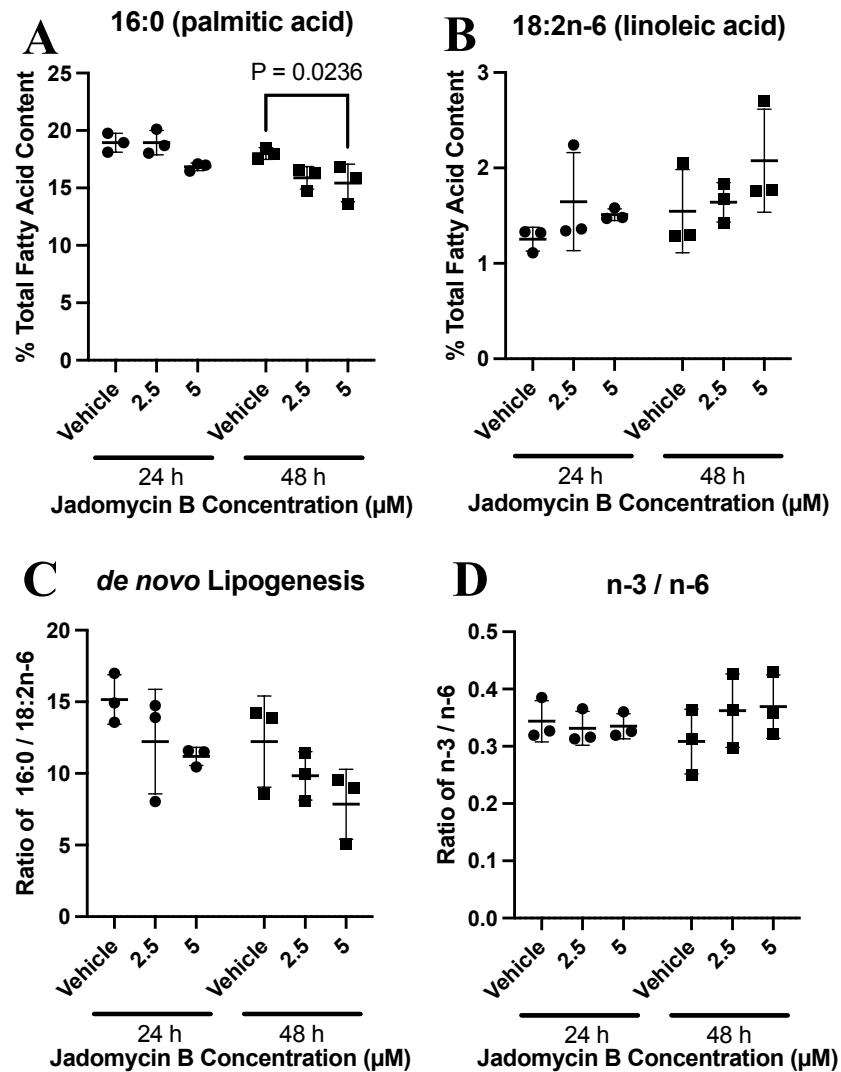 A
16:0 (palmitic acid)
P = 0.0236
% Total Fatty Acid Content
25
20
15
10
5
0
Vehicle
2.5
5
Vehicle
2.5
5
24 h
48 h
Jadomycin B Concentration (µM)
B
18:2n-6 (linoleic acid)
% Total Fatty Acid Content
3
2
1
0
Vehicle
2.5
5
Vehicle
2.5
5
24 h
48 h
Jadomycin B Concentration (µM)
C
de novo Lipogenesis
Ratio of 16:0 / 18:2n-6
20
15
10
5
0
Vehicle
2.5
5
Vehicle
2.5
5
24 h
48 h
Jadomycin B Concentration (µM)
D
n-3 / n-6
Ratio of n-3 / n-6
0.5
0.4
0.3
0.2
0.1
0.0
Vehicle
2.5
5
Vehicle
2.5
5
24 h
48 h
Jadomycin B Concentration (µM)